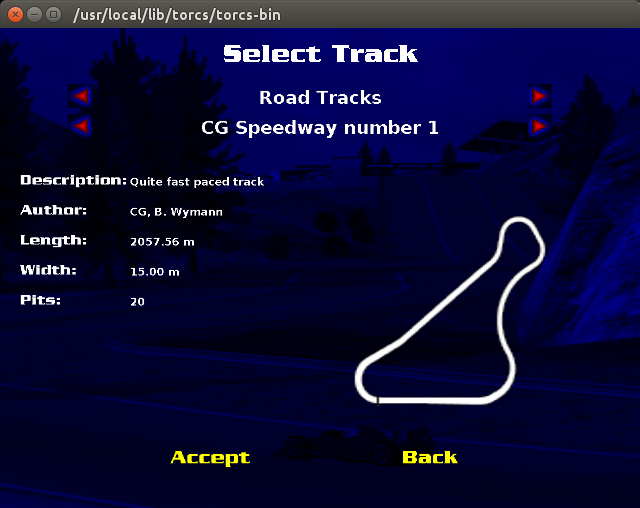 /usr/local/lib/torcs/torcs-bin
Select Track
Road Tracks
CG Speedway number 1
Description: Quite fast paced track
Author: CG, B. Wymann
Length: 2057.56 m
Width: 15.00 m
Pits: 20
Accept Back